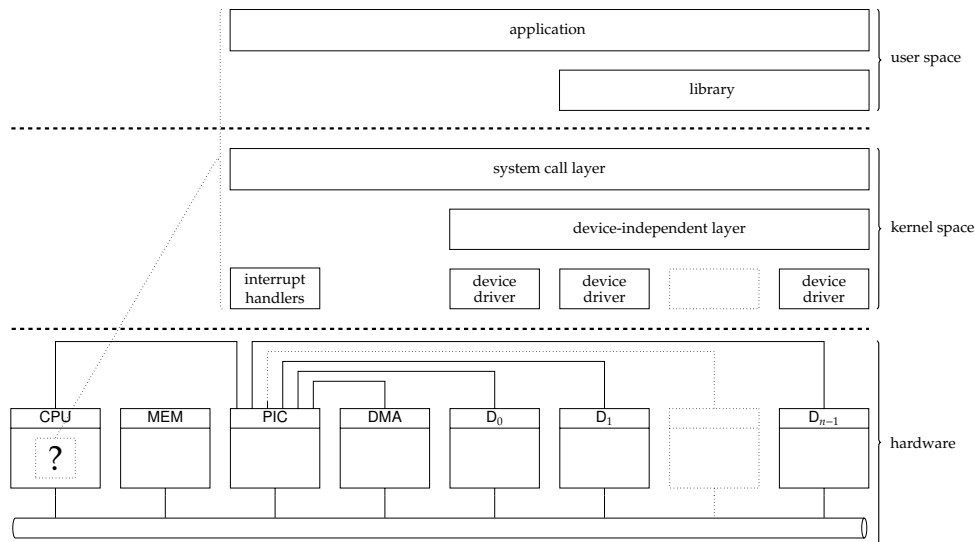 application
user space
library
system call layer
device-independent layer
kernel space
interrupt
handlers
device
driver
device
driver
device
driver
CPU
MEM
PIC
DMA
D₀
D₁
Dₙ₋₁
?
hardware